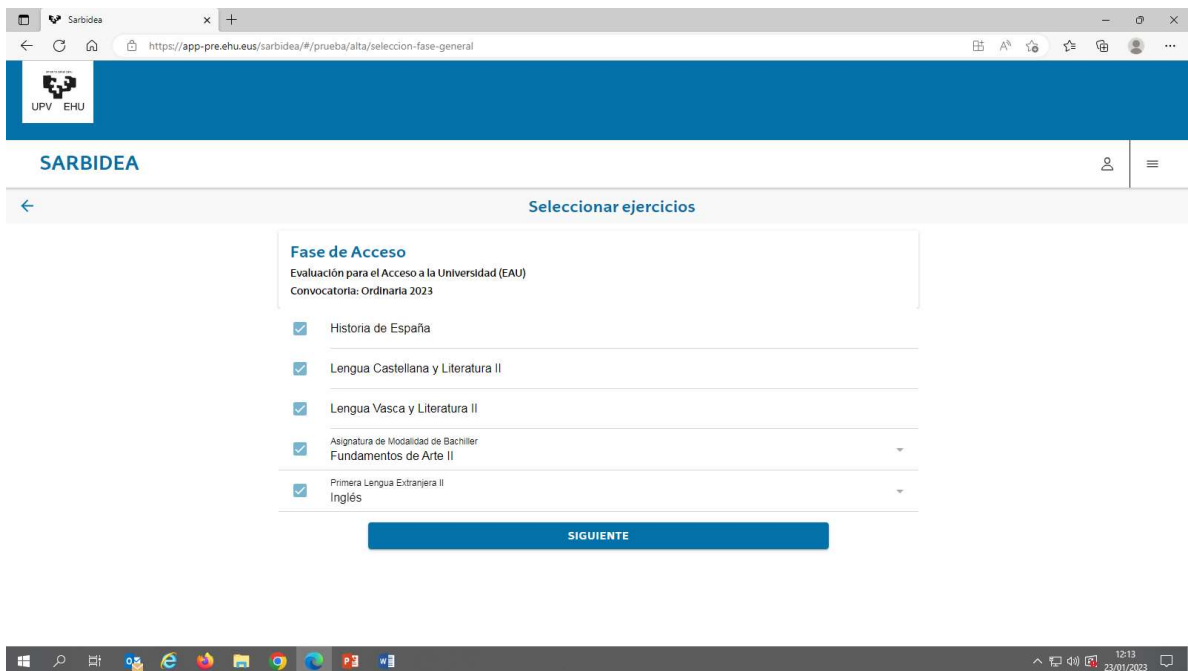 Sarbidea
https://app-pre.ehu.eus/sarbidea/#/prueba/alta/seleccion-fase-general
UPV EHU
SARBIDEA
Seleccionar ejercicios
Fase de Acceso
Evaluación para el Acceso a la Universidad (EAU)
Convocatoria: Ordinaria 2023
Historia de España
Lengua Castellana y Literatura II
Lengua Vasca y Literatura II
Asignatura de Modalidad de Bachiller
Fundamentos de Arte II
Primera Lengua Extranjera II
Inglés
SIGUIENTE
12:13
23/01/2023